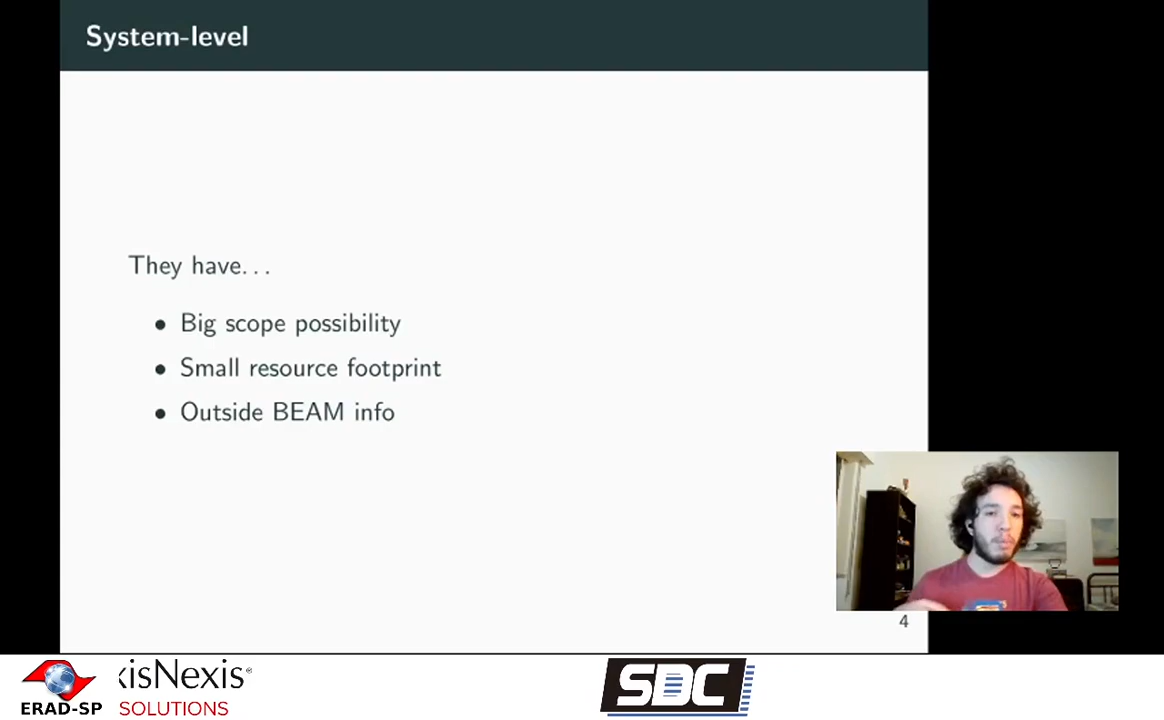 System-level
They have...
• Big scope possibility
• Small resource footprint
• Outside BEAM info
4
ERAD-SP
xisNexis®
SOLUTIONS
SBC